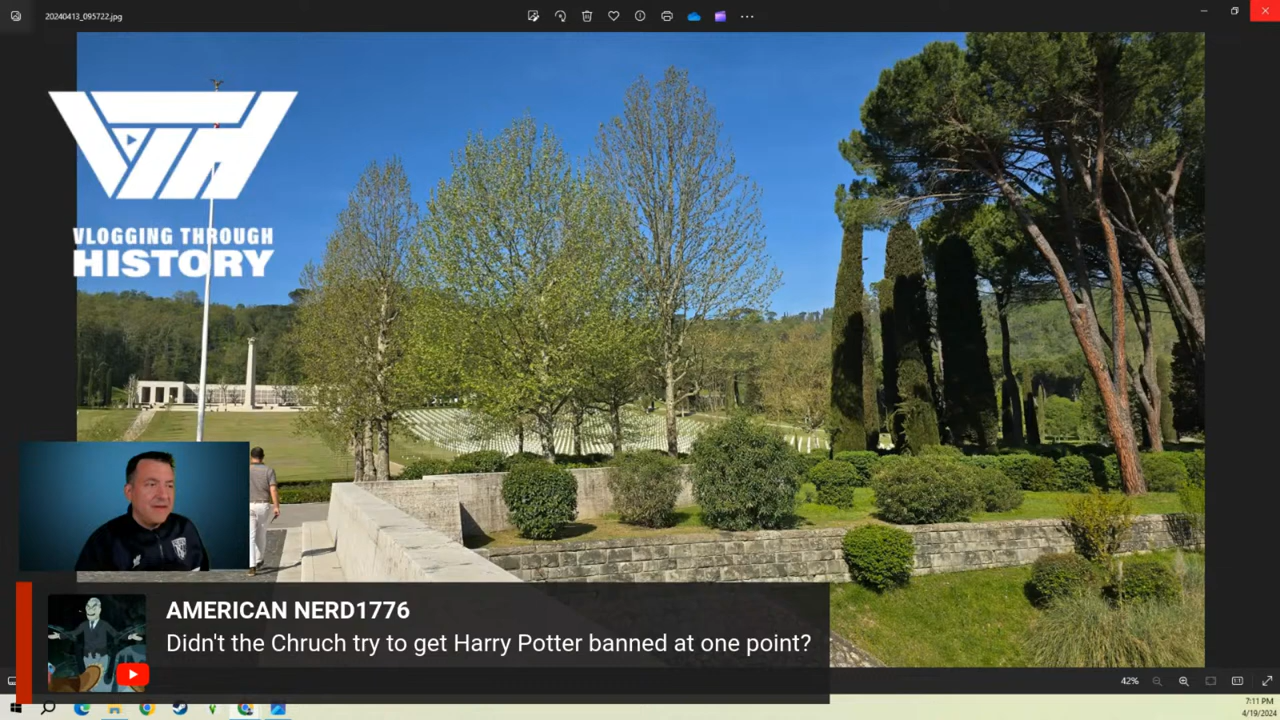 20240413_095722.jpg
VTH
VLOGGING THROUGH
HISTORY
AMERICAN NERD1776
Didn't the Chruch try to get Harry Potter banned at one point?
42%
7:11 PM
4/19/2024